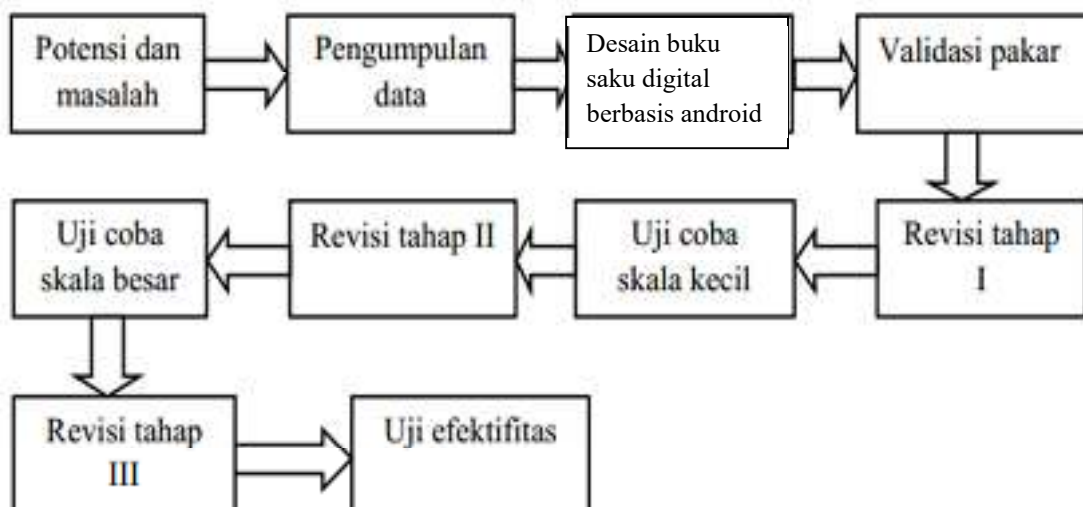 Potensi dan
masalah
Pengumpulan
data
Desain buku
saku digital
berbasis android
Validasi pakar
Revisi tahap
I
Uji coba
skala kecil
Revisi tahap II
Uji coba
skala besar
Revisi tahap
III
Uji efektifitas